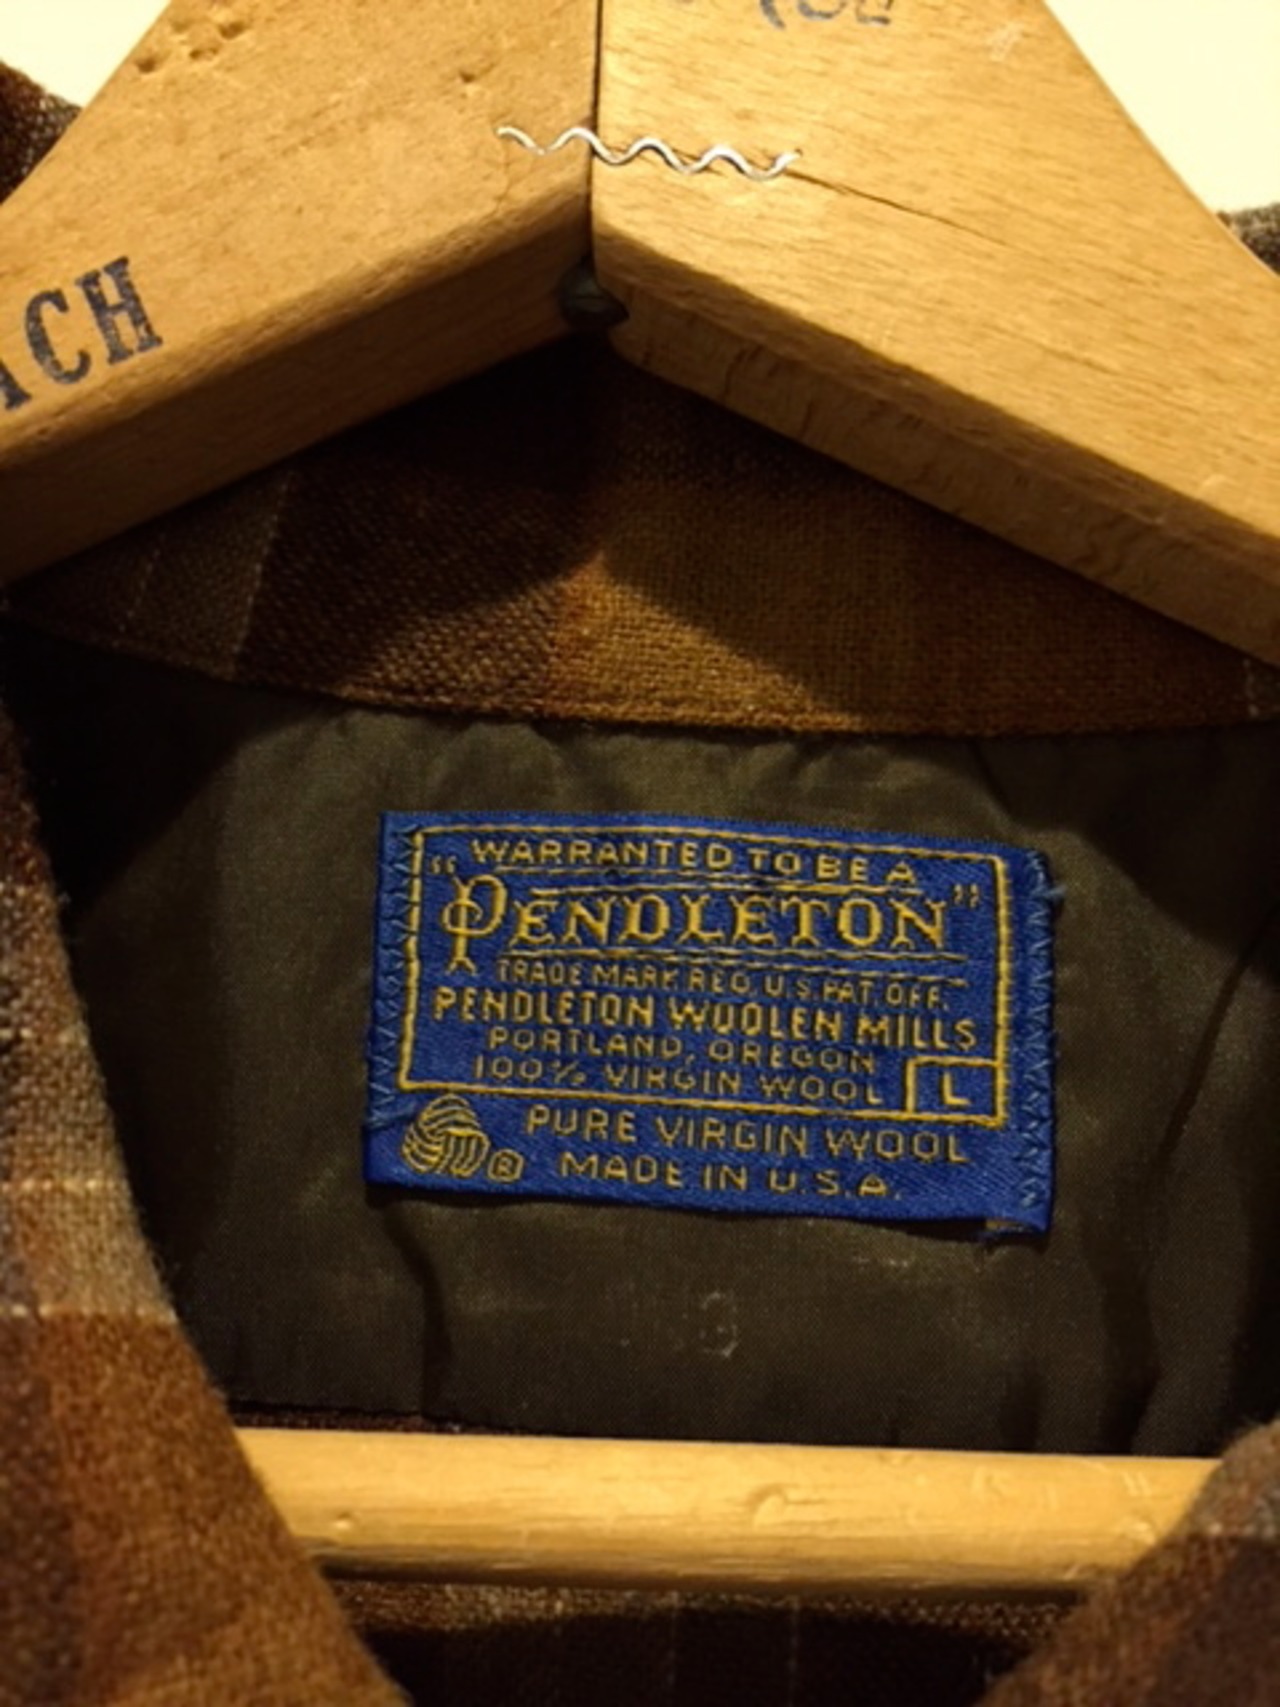 CH
WARRANTED TO BE A
"PENDLETON"
TRADE MARK REG. U.S. PAT. OFF.
PENDLETON WOOLEN MILLS
PORTLAND, OREGON
100% VIRGIN WOOL L
PURE VIRGIN WOOL
® MADE IN U.S.A.